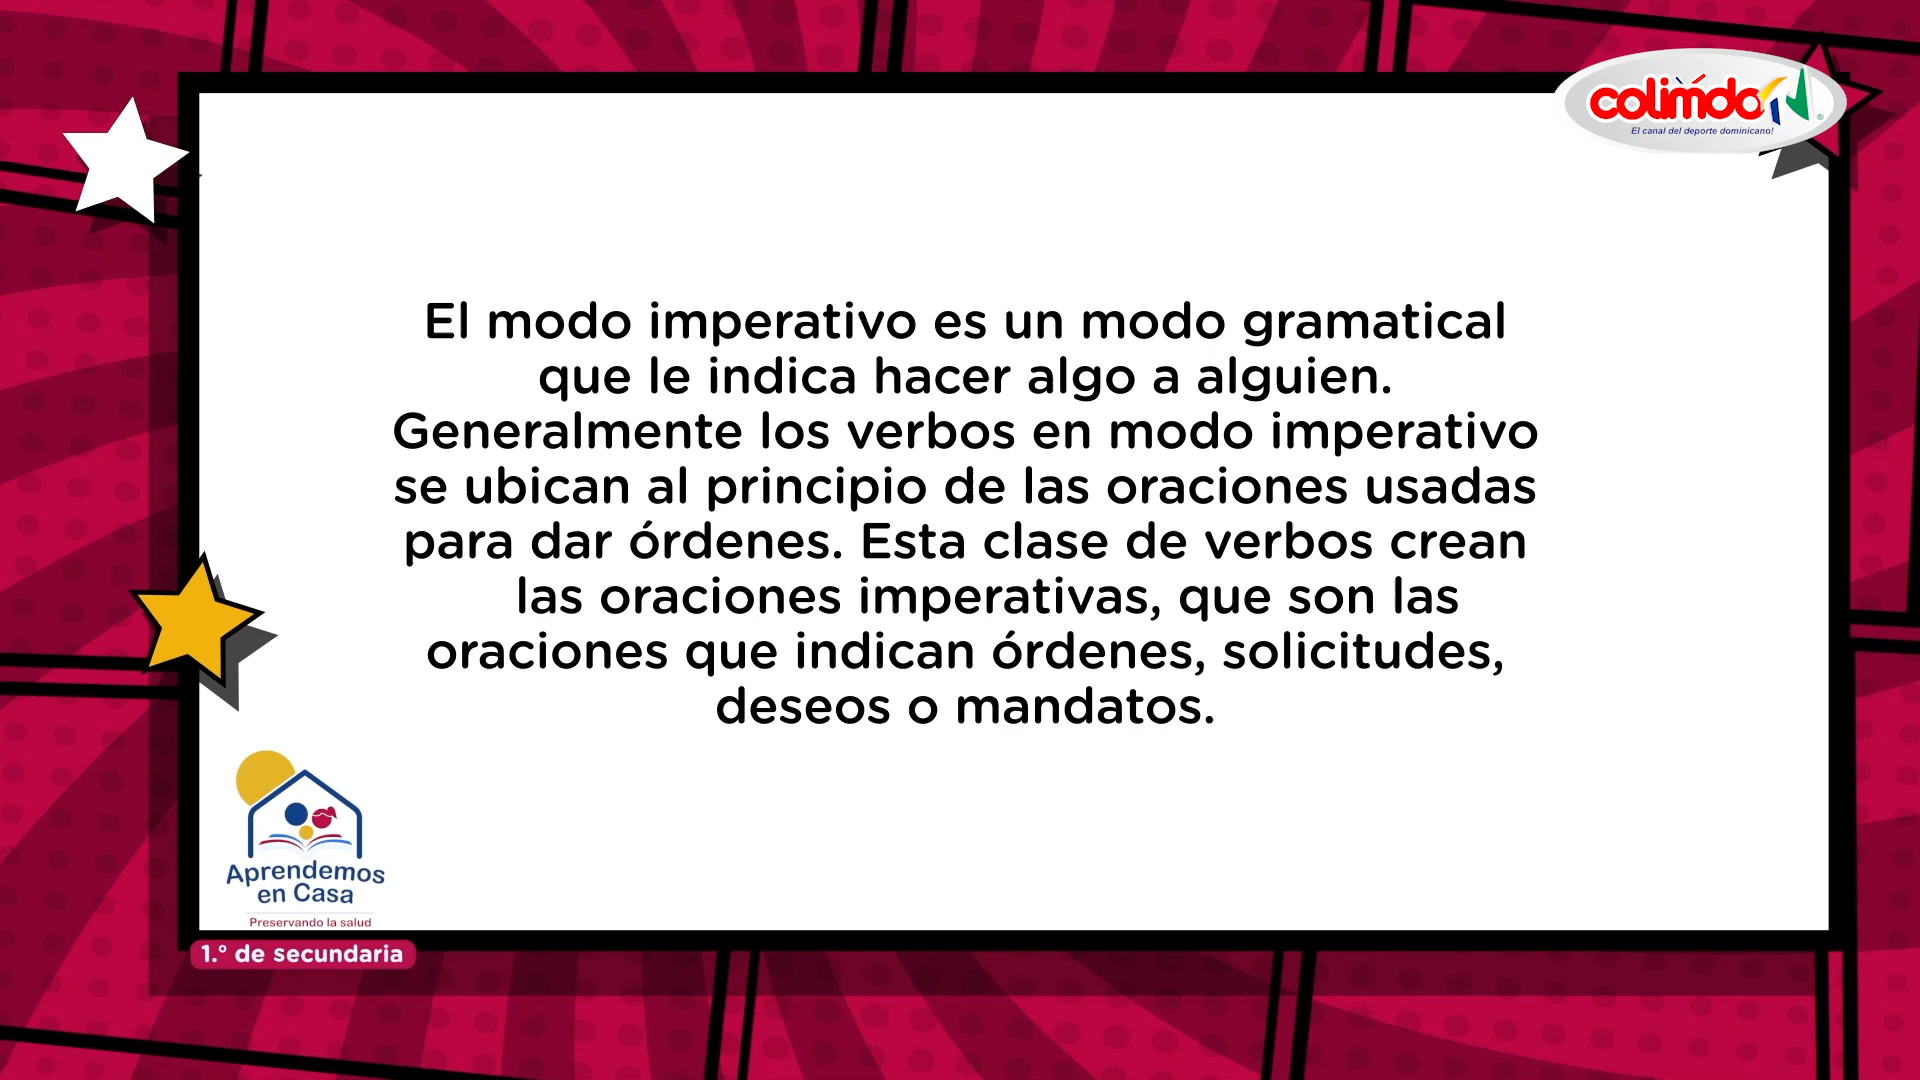 colimdo
El canal del deporte dominicano!
El modo imperativo es un modo gramatical
que le indica hacer algo a alguien.
Generalmente los verbos en modo imperativo
se ubican al principio de las oraciones usadas
para dar órdenes. Esta clase de verbos crean
las oraciones imperativas, que son las
oraciones que indican órdenes, solicitudes,
deseos o mandatos.
Aprendemos
en Casa
Preservando la salud
1.° de secundaria